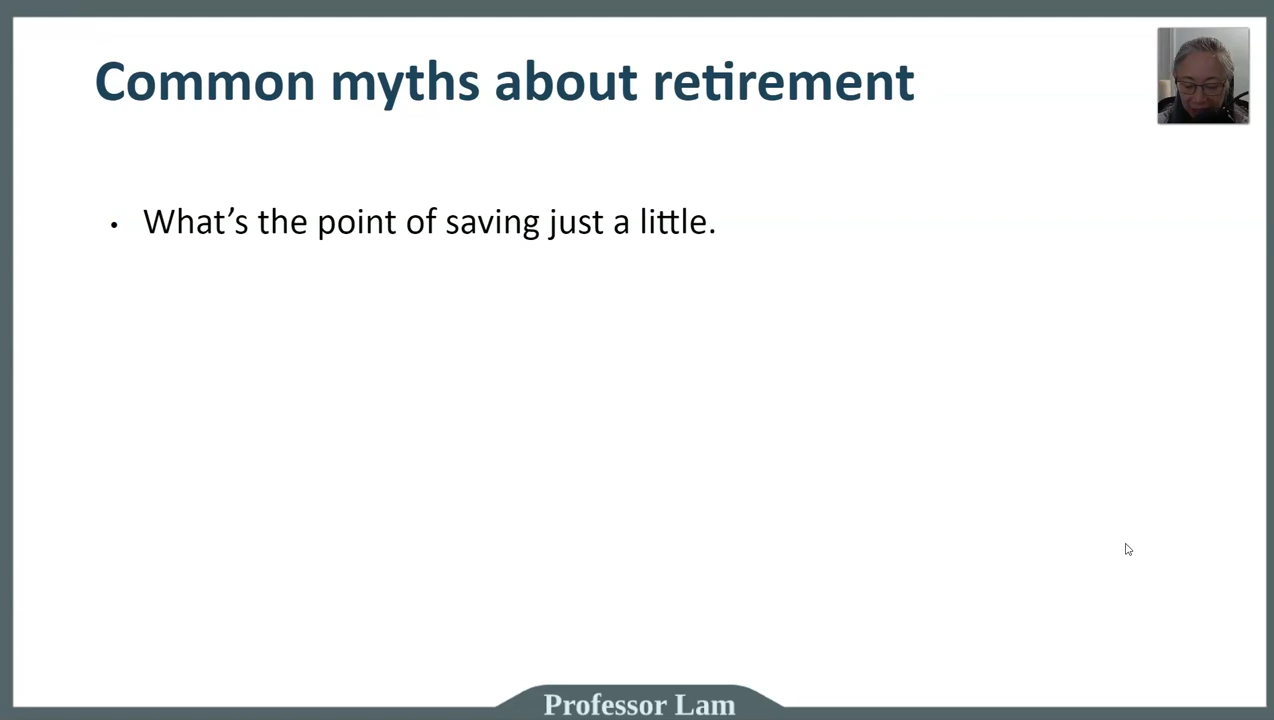 Common myths about retirement
• What’s the point of saving just a little.
Professor Lam